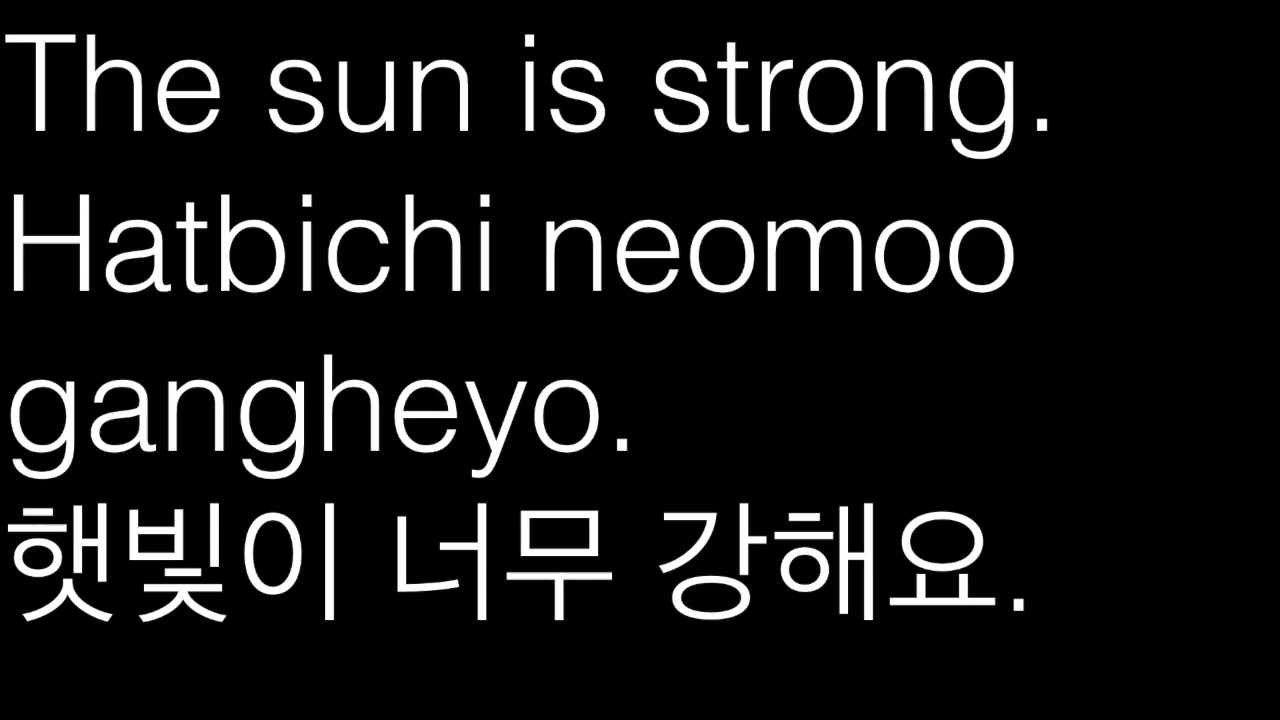 The sun is strong.
Hatbichi neomoo
gangheyo.
햇빛이 너무 강해요.